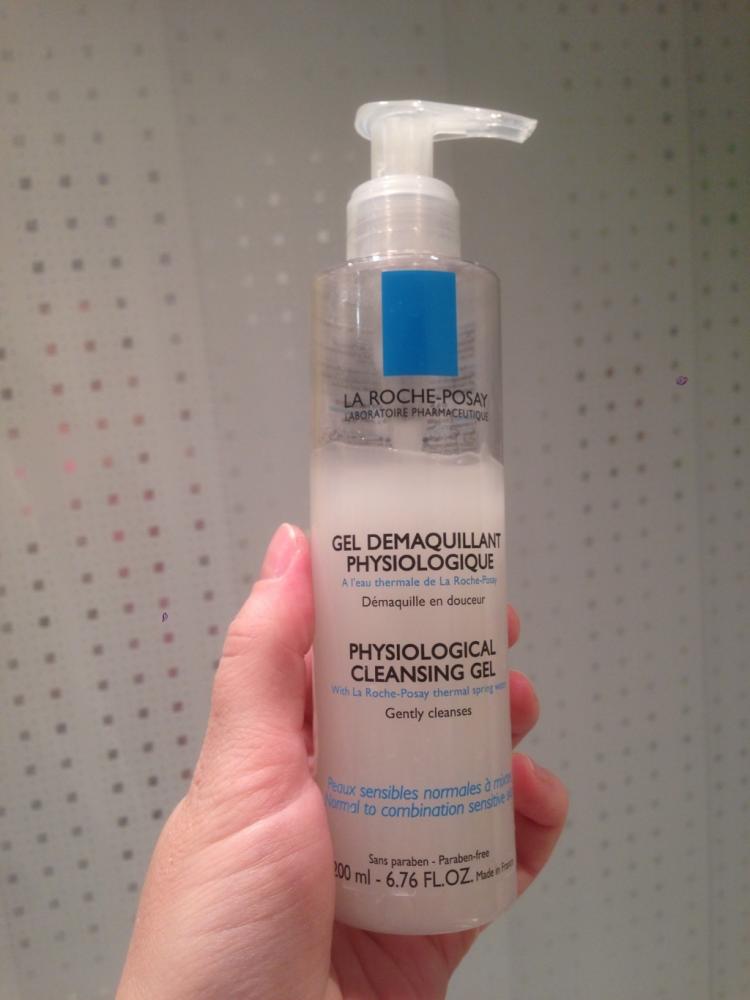 LA ROCHE-POSAY
LABORATOIRE PHARMACEUTIQUE
GEL DEMAQUILLANT
PHYSIOLOGIQUE
A l'eau thermale de La Roche-Posay
Démaquille en douceur
PHYSIOLOGICAL
CLEANSING GEL
With La Roche-Posay thermal spring
Gently cleanses
Peaux sensibles normales à
Normal to combination sensitive
Sans paraben - Paraben-free
200 ml - 6.76 FL.OZ. Made in